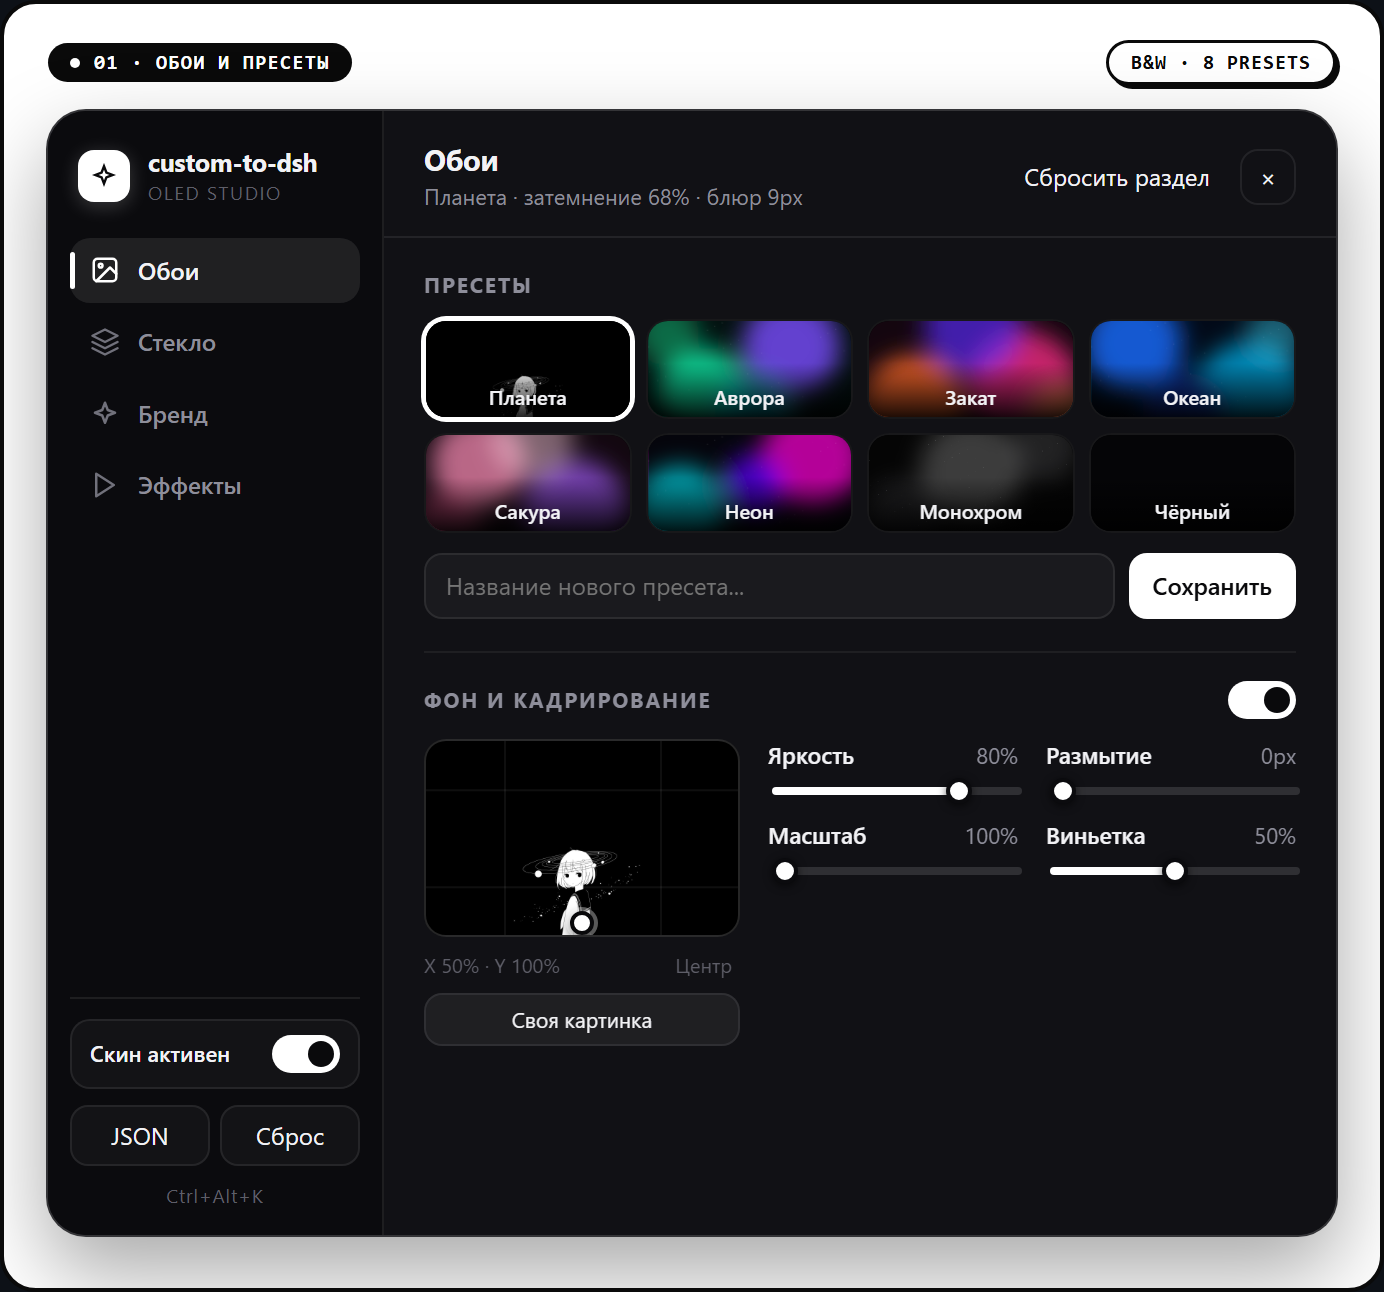 01 · ОБОИ И ПРЕСЕТЫ
B&W · 8 PRESETS
custom-to-dsh
OLED STUDIO
Обои
Стекло
Бренд
Эффекты
Скин активен
JSON
Сброс
Ctrl+Alt+K
Обои
Планета · затемнение 68% · блюр 9px
Сбросить раздел
×
ПРЕСЕТЫ
Планета
Аврора
Закат
Океан
Сакура
Неон
Монохром
Чёрный
Название нового пресета...
Сохранить
ФОН И КАДРИРОВАНИЕ
Яркость 80%
Размытие 0px
Масштаб 100%
Виньетка 50%
X 50% · Y 100%
Центр
Своя картинка